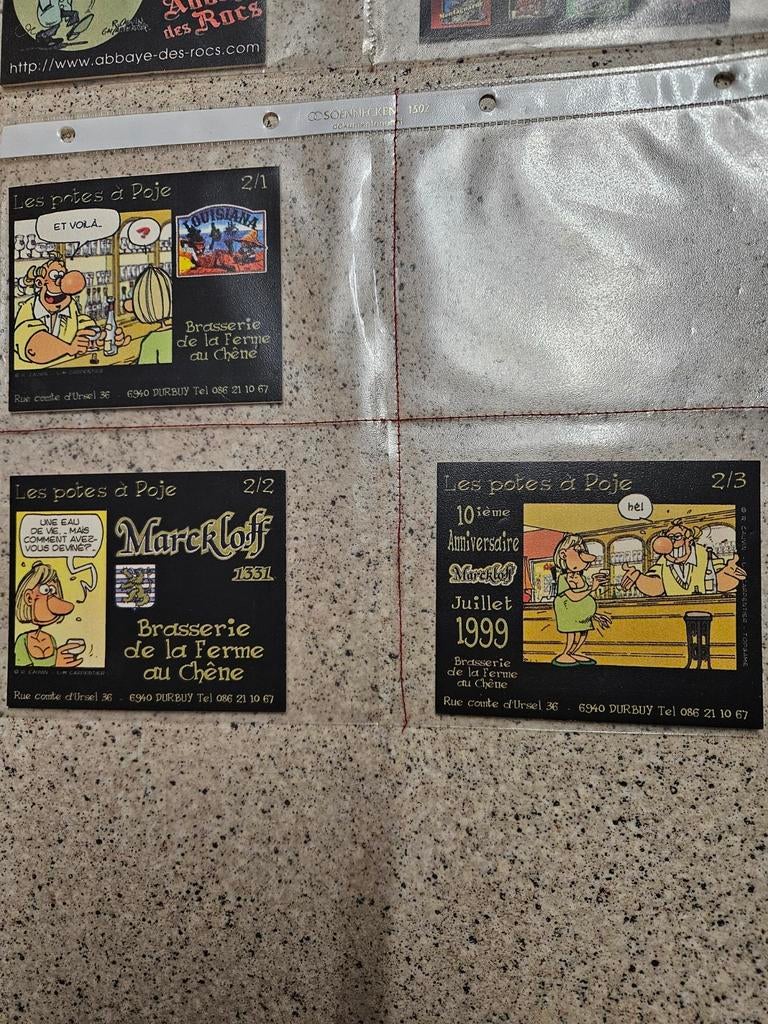 des Rocs
http://www.abbaye-des-rocs.com
SOENNECKEN 1502
Les potes à Poje 2/1
ET VOILÀ..
?
LOUISIANA
Brasserie
de la Ferme
au Chêne
Rue comte d'Ursel 36 - 6940 DURBUY Tel 086 21 10 67
Les potes à Poje 2/2
UNE EAU
DE VIE... MAIS
COMMENT AVEZ-
VOUS DEVINÉ?..
Marckloff
1331
Brasserie
de la Ferme
au Chêne
Rue comte d'Ursel 36 - 6940 DURBUY Tel 086 21 10 67
Les potes à Poje 2/3
10ième
Anniversaire
Marckloff
Juillet
1999
Brasserie
de la Ferme
au Chêne
hé!
Rue comte d'Ursel 36 - 6940 DURBUY Tel 086 21 10 67